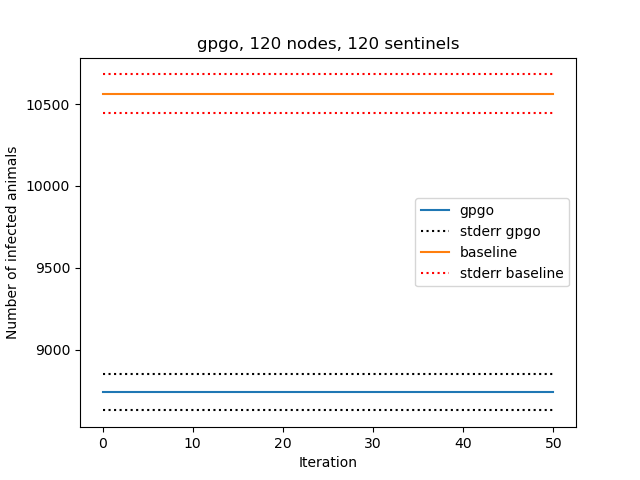 gpgo, 120 nodes, 120 sentinels
Number of infected animals
10500
10000
9500
9000
gpgo
stderr gpgo
baseline
stderr baseline
0 10 20 30 40 50
Iteration